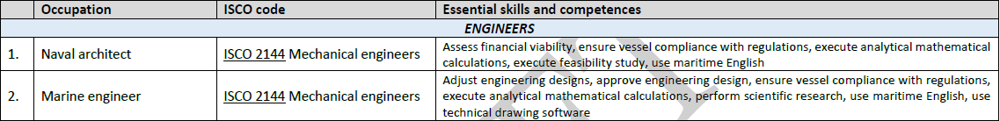 Occupation ISCO code Essential skills and competences
ENGINEERS
1. Naval architect ISCO 2144 Mechanical engineers Assess financial viability, ensure vessel compliance with regulations, execute analytical mathematical
calculations, execute feasibility study, use maritime English
2. Marine engineer ISCO 2144 Mechanical engineers Adjust engineering designs, approve engineering design, ensure vessel compliance with regulations,
execute analytical mathematical calculations, perform scientific research, use maritime English, use
technical drawing software